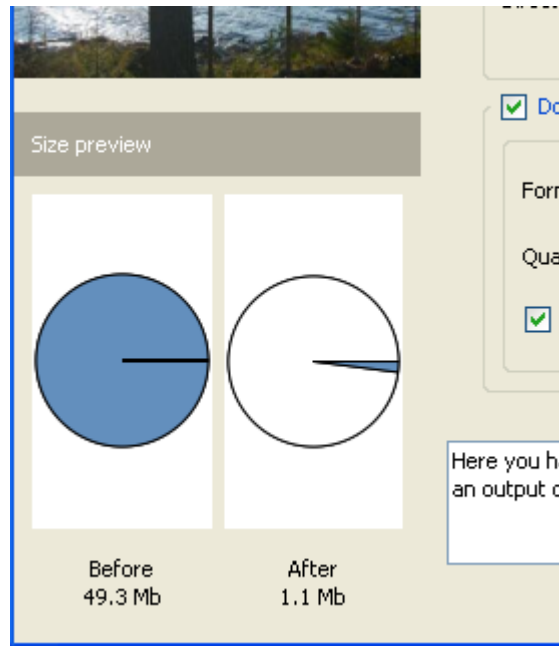 Size preview
Before
49.3 Mb
After
1.1 Mb
Here you
an output